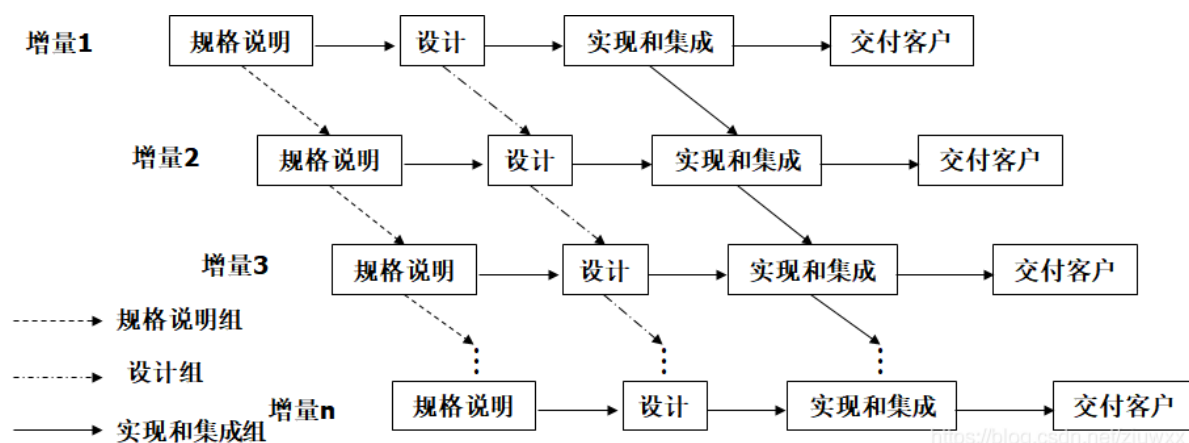 增量1 规格说明 设计 实现和集成 交付客户
增量2 规格说明 设计 实现和集成 交付客户
增量3 规格说明 设计 实现和集成 交付客户
规格说明组
设计组
增量n 规格说明 设计 实现和集成 交付客户
实现和集成组
https://blog.csdn.net/zjuwxx